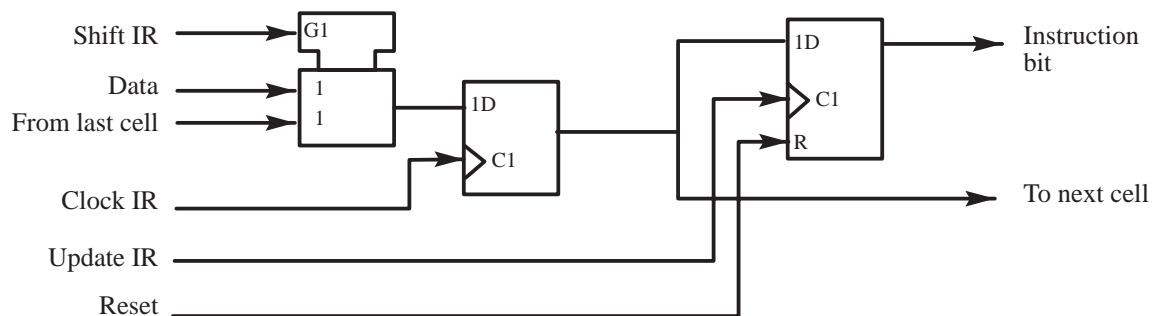 Shift IR
G1
Data
1
From last cell
1
1D
C1
Clock IR
Update IR
Reset
1D
C1
R
Instruction
bit
To next cell